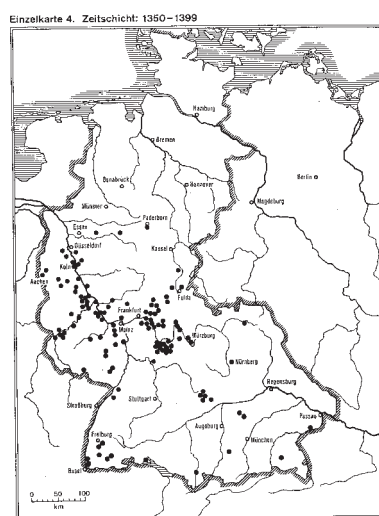 Einzelkarte 4. Zeitschicht: 1350–1399
Hamburg
Bremen
Osnabrück
Hannover
Berlin
Münster
Magdeburg
Paderborn
Essen
Düsseldorf
Kassel
Köln
Aachen
Fulda
Frankfurt
Mainz
Würzburg
Nürnberg
Regensburg
Straßburg
Stuttgart
Passau
Augsburg
München
Freiburg
Basel
0 50 100
km